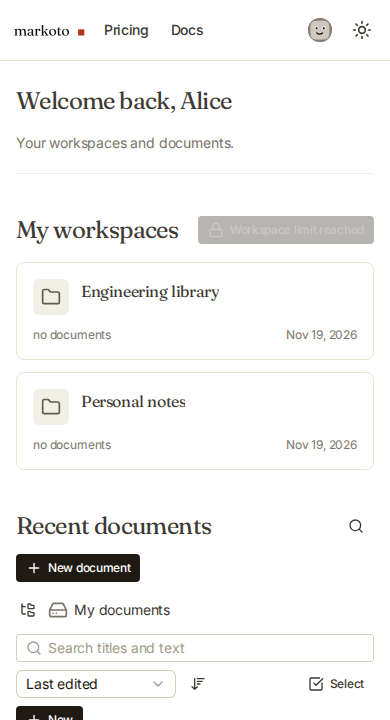 markoto Pricing Docs
Welcome back, Alice
Your workspaces and documents.
My workspaces Workspace limit reached
Engineering library
no documents Nov 19, 2026
Personal notes
no documents Nov 19, 2026
Recent documents
New document
My documents
Search titles and text
Last edited Select
New